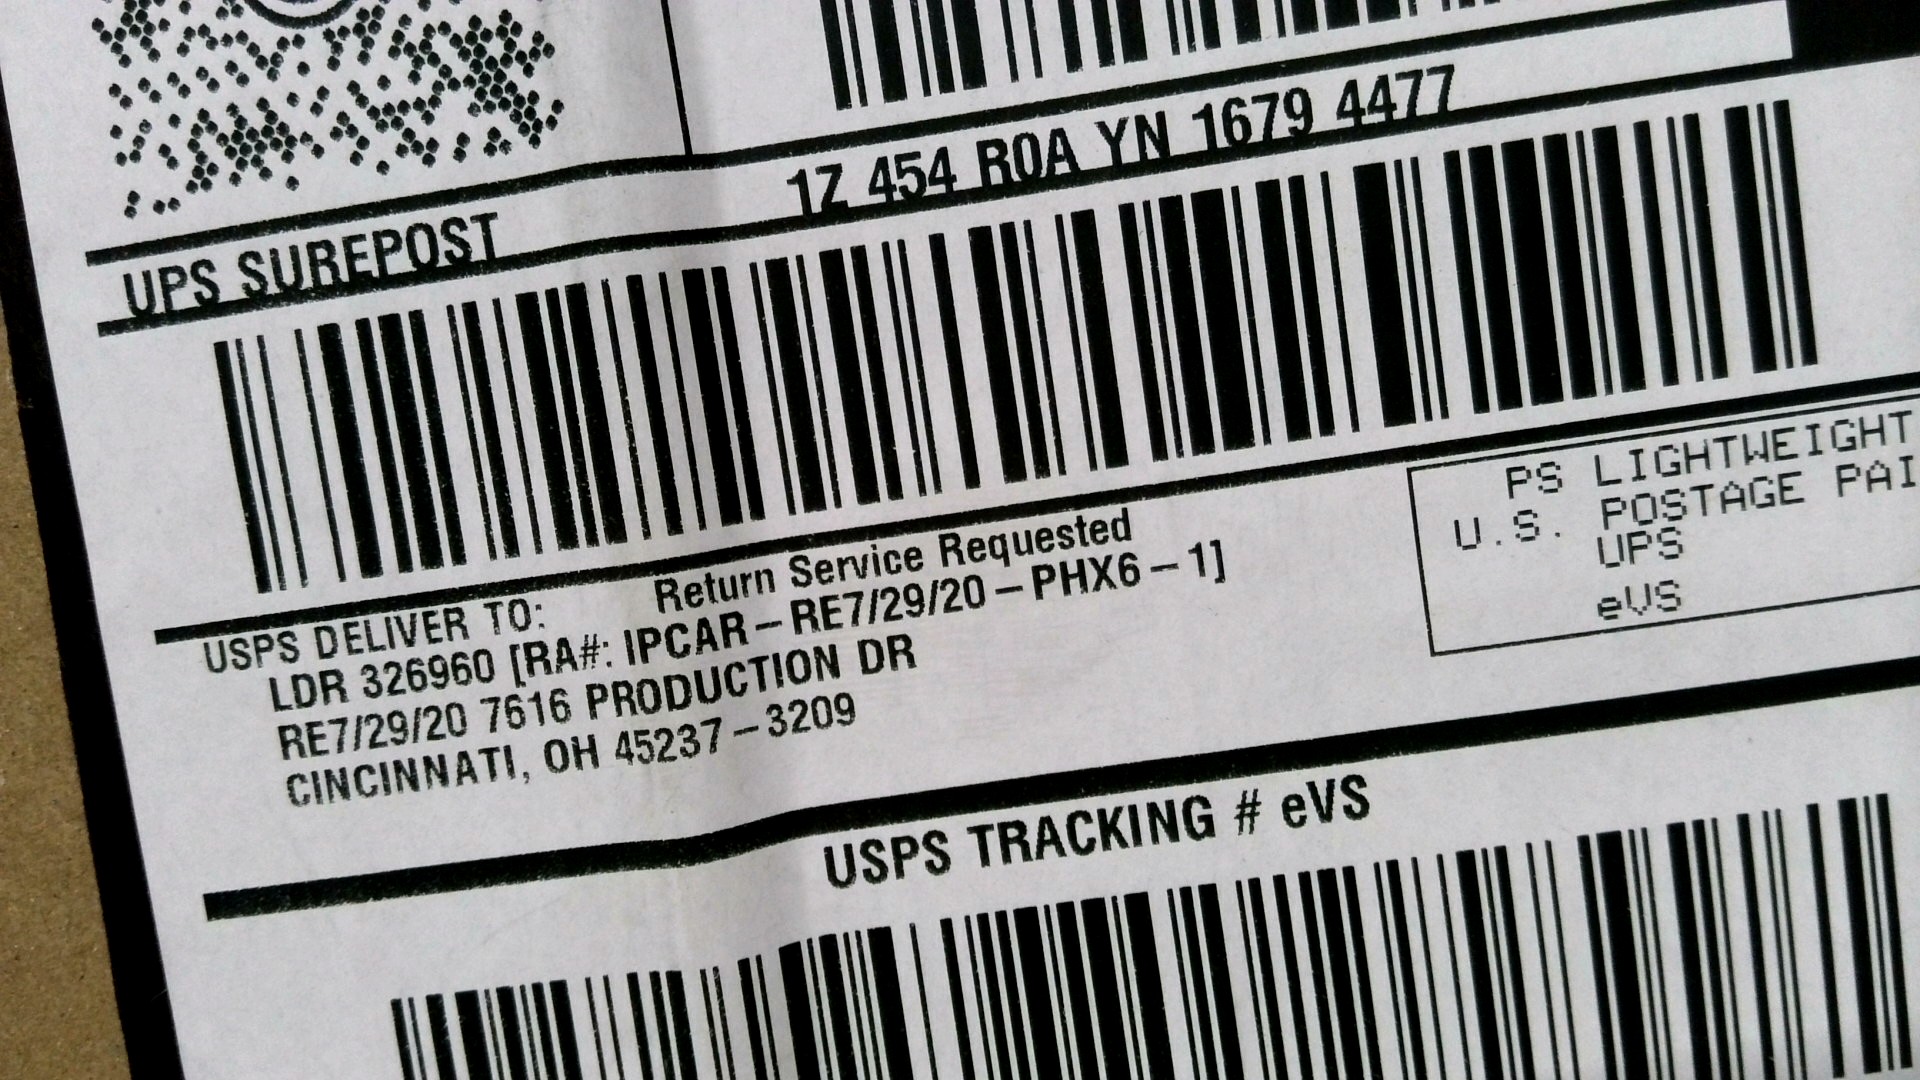 1Z 454 R0A YN 1679 4477
UPS SUREPOST
USPS DELIVER TO:
Return Service Requested
LDR 326960 [RA#: IPCAR – RE7/29/20 – PHX6 – 1]
RE7/29/20 7616 PRODUCTION DR
CINCINNATI, OH 45237–3209
PS LIGHTWEIGHT
U.S. POSTAGE PAI
UPS
eVS
USPS TRACKING # eVS